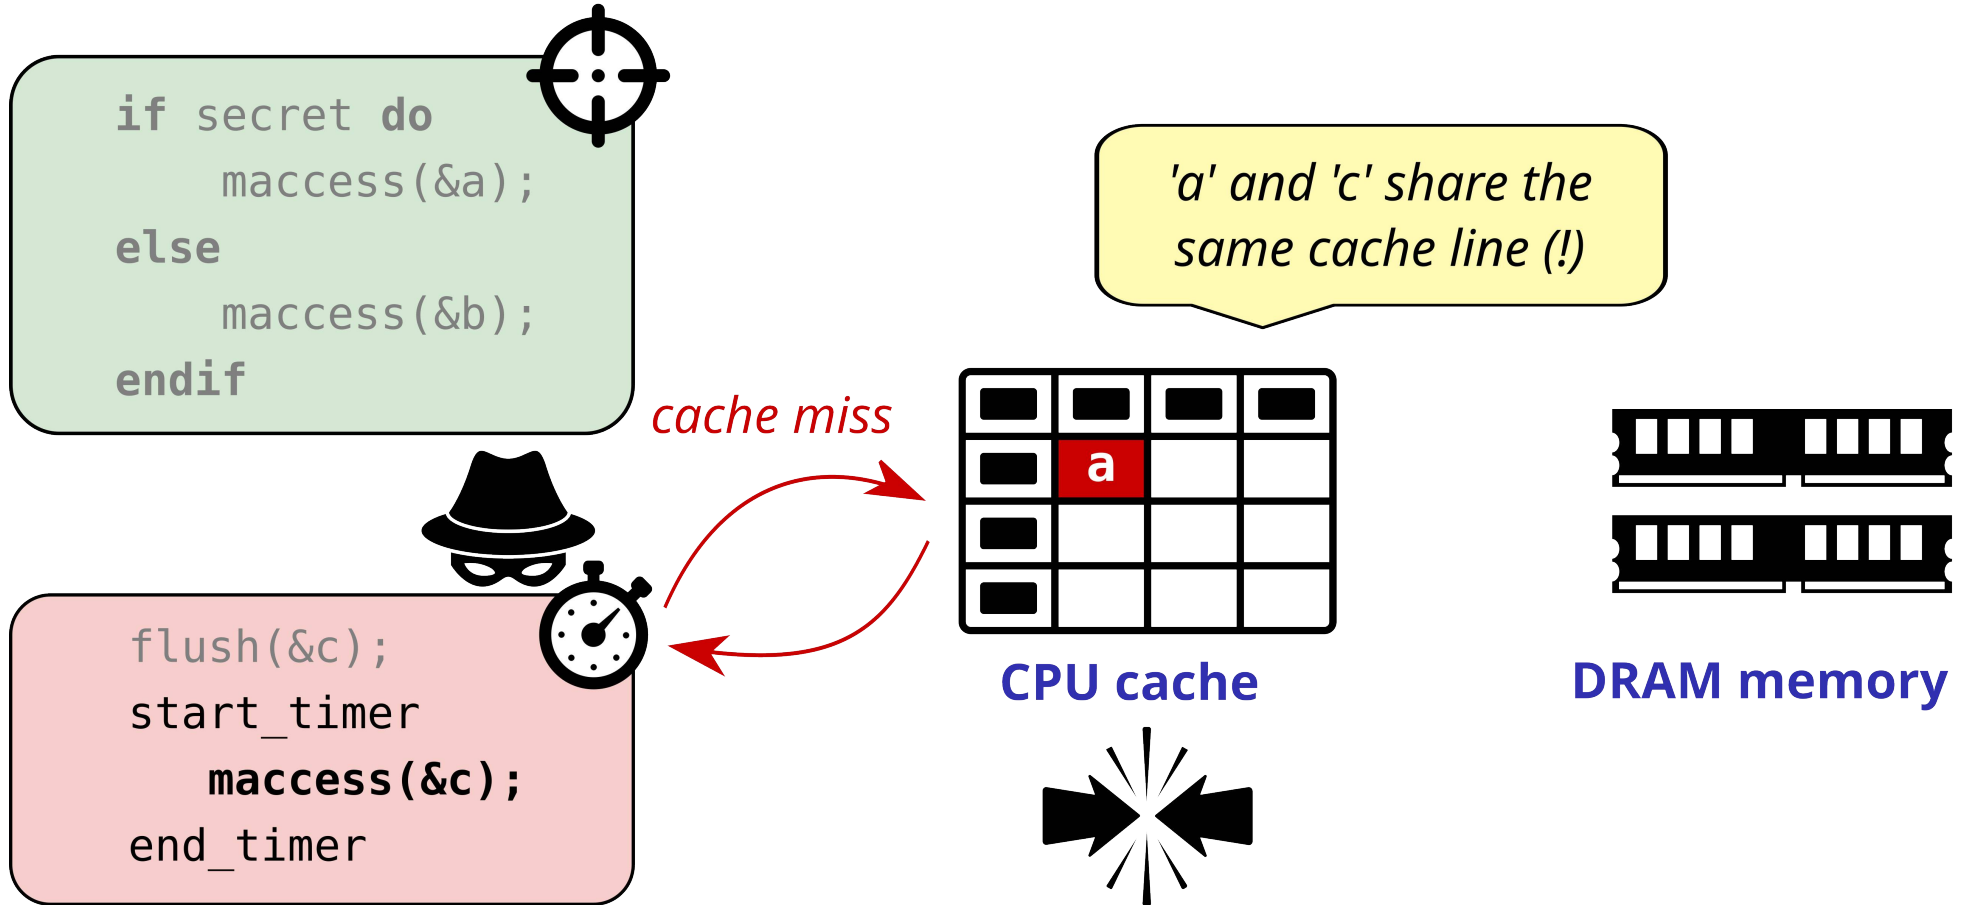 if secret do
    maccess(&a);
else
    maccess(&b);
endif
'a' and 'c' share the
same cache line (!)
cache miss
a
flush(&c);
start_timer
   maccess(&c);
end_timer
CPU cache
DRAM memory